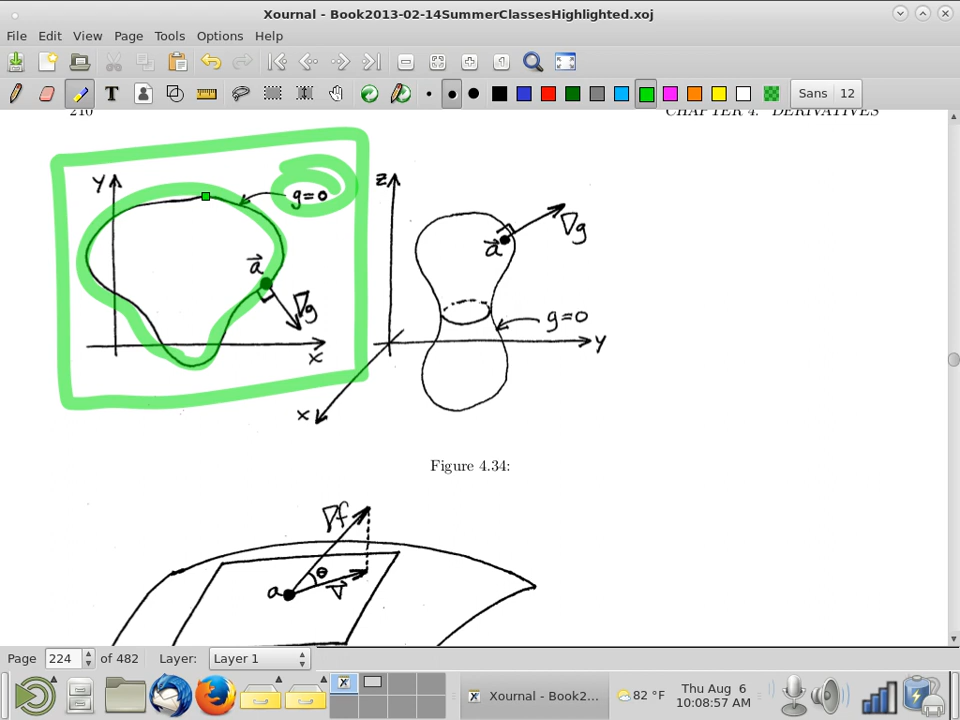 Xournal - Book2013-02-14SummerClassesHighlighted.xoj
File Edit View Page Tools Options Help
Sans 12
210 CHAPTER 4. DERIVATIVES
y
g=0
a⃗
∇g
x
z
a⃗
∇g
g=0
y
x
Figure 4.34:
∇f
θ
a
v⃗
Page 224 of 482 Layer: Layer 1
Xournal - Book2... 82 °F Thu Aug 6
10:08:57 AM